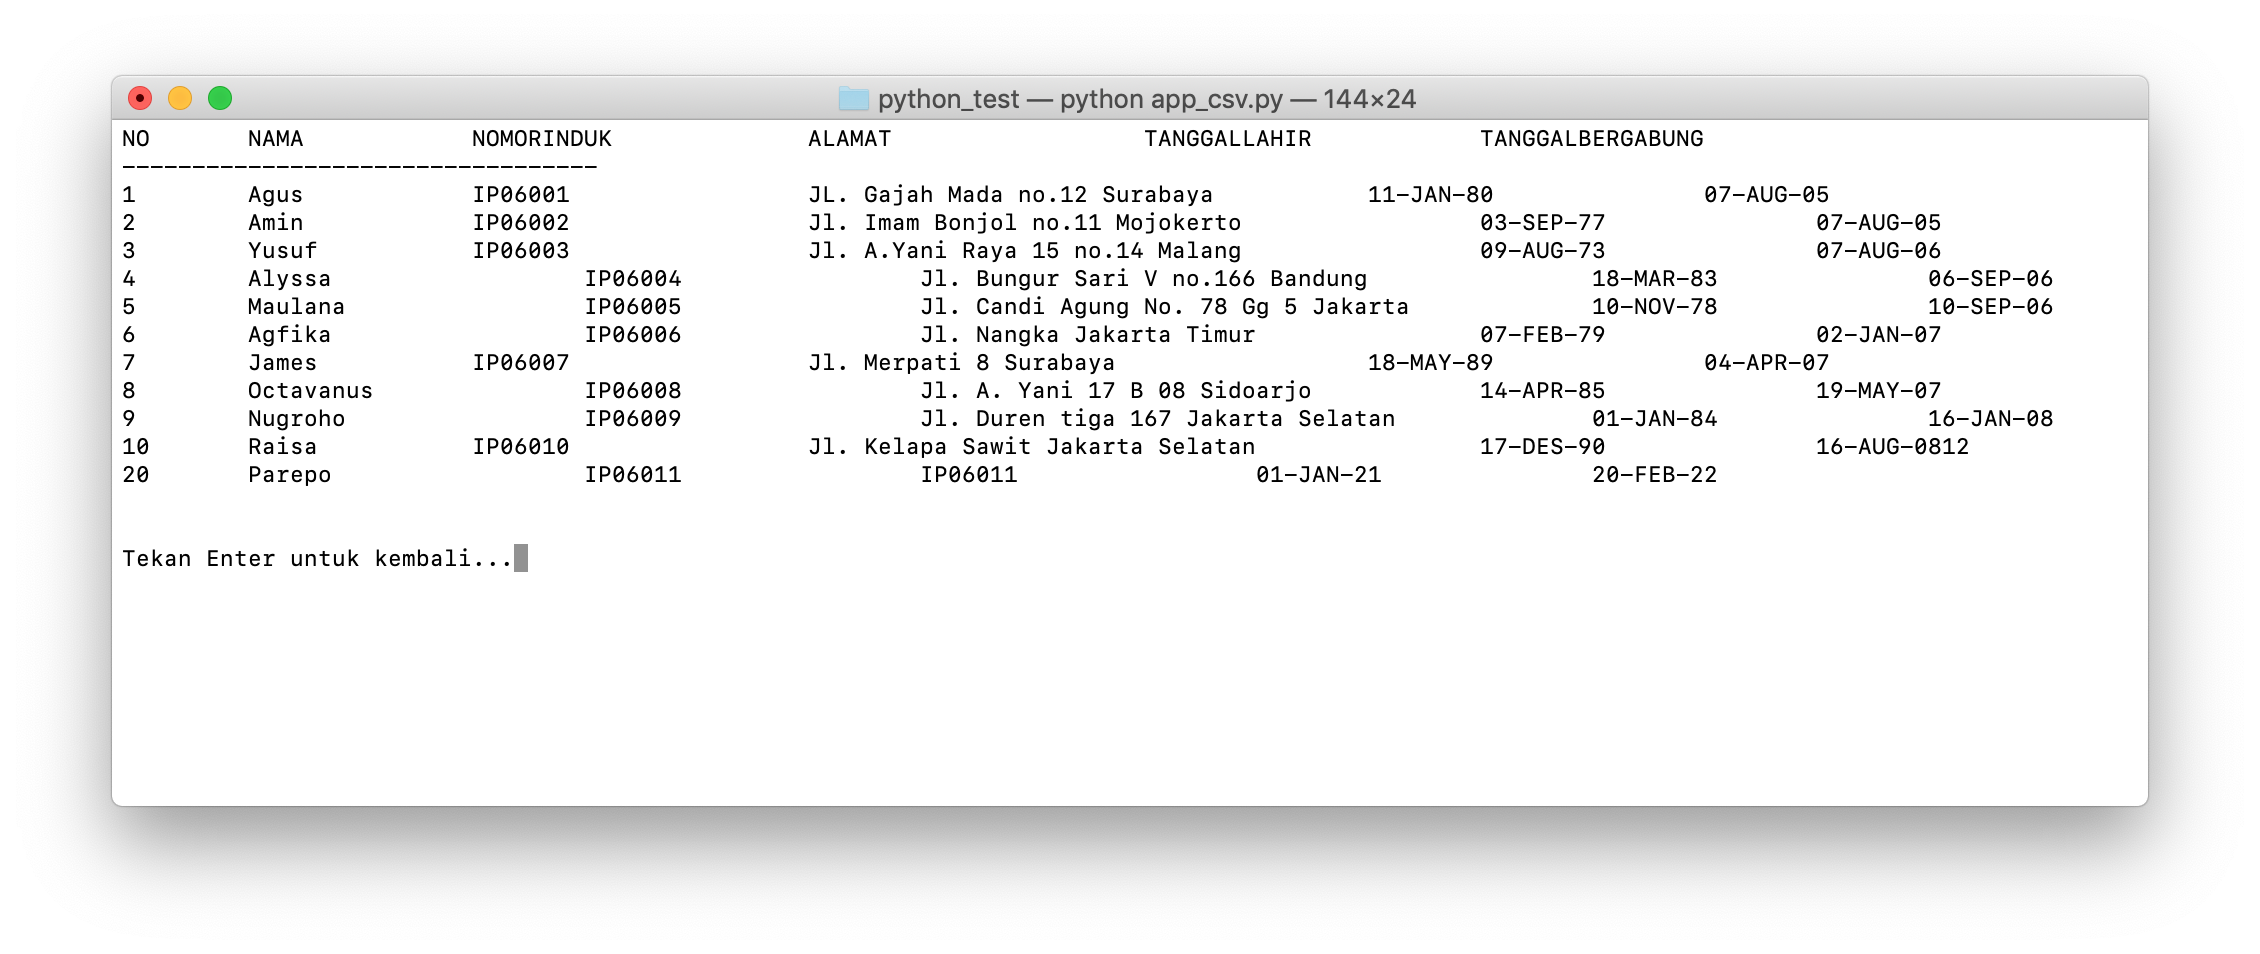 python_test — python app_csv.py — 144×24
NO NAMA NOMORINDUK ALAMAT TANGGALLAHIR TANGGALBERGABUNG
----------------------------------
1 Agus IP06001 JL. Gajah Mada no.12 Surabaya 11-JAN-80 07-AUG-05
2 Amin IP06002 Jl. Imam Bonjol no.11 Mojokerto 03-SEP-77 07-AUG-05
3 Yusuf IP06003 Jl. A.Yani Raya 15 no.14 Malang 09-AUG-73 07-AUG-06
4 Alyssa IP06004 Jl. Bungur Sari V no.166 Bandung 18-MAR-83 06-SEP-06
5 Maulana IP06005 Jl. Candi Agung No. 78 Gg 5 Jakarta 10-NOV-78 10-SEP-06
6 Agfika IP06006 Jl. Nangka Jakarta Timur 07-FEB-79 02-JAN-07
7 James IP06007 Jl. Merpati 8 Surabaya 18-MAY-89 04-APR-07
8 Octavanus IP06008 Jl. A. Yani 17 B 08 Sidoarjo 14-APR-85 19-MAY-07
9 Nugroho IP06009 Jl. Duren tiga 167 Jakarta Selatan 01-JAN-84 16-JAN-08
10 Raisa IP06010 Jl. Kelapa Sawit Jakarta Selatan 17-DES-90 16-AUG-0812
20 Parepo IP06011 IP06011 01-JAN-21 20-FEB-22
Tekan Enter untuk kembali...